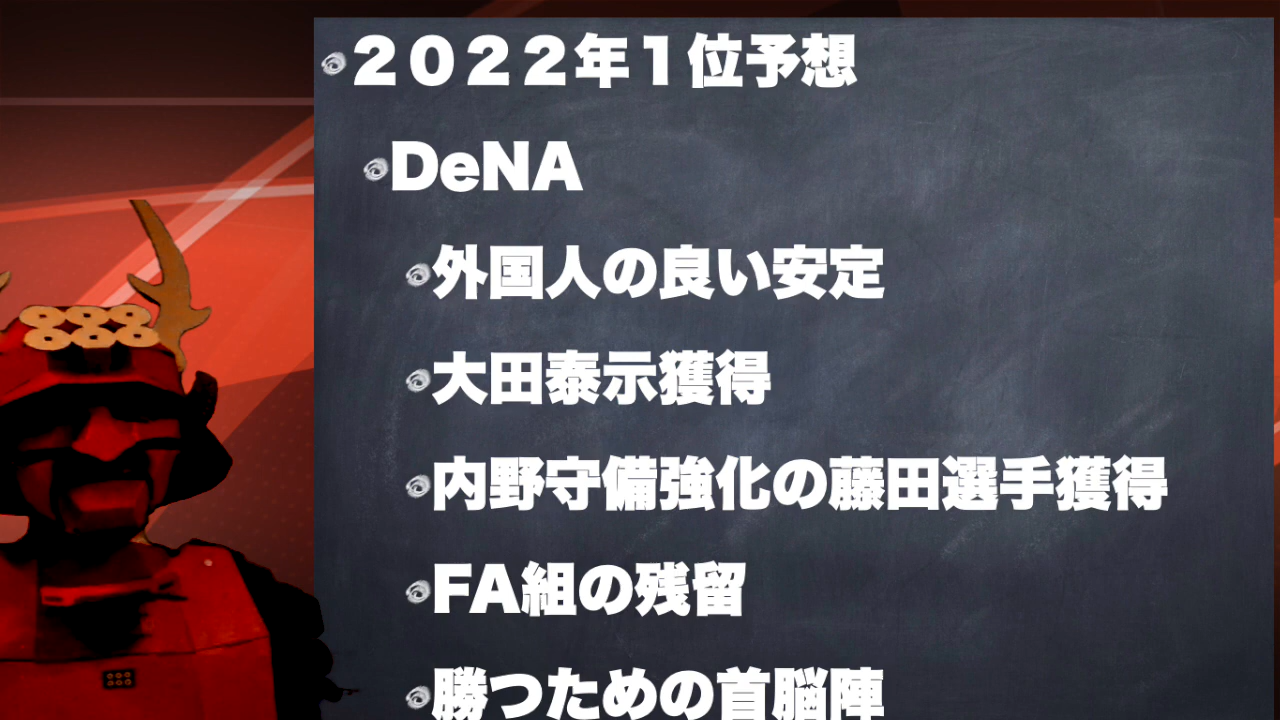 ２０２２年１位予想
DeNA
外国人の良い安定
大田泰示獲得
内野守備強化の藤田選手獲得
FA組の残留
勝つための首脳陣